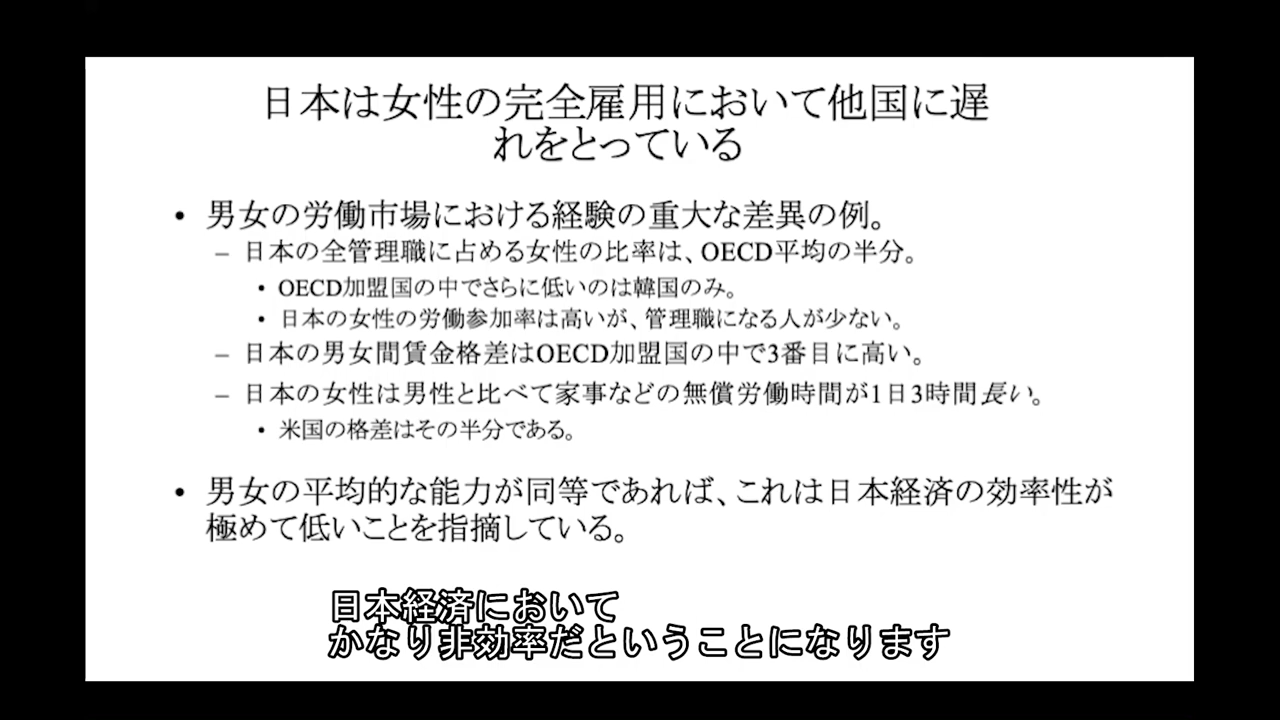 日本は女性の完全雇用において他国に遅
れをとっている
• 男女の労働市場における経験の重大な差異の例。
– 日本の全管理職に占める女性の比率は、OECD平均の半分。
• OECD加盟国の中でさらに低いのは韓国のみ。
• 日本の女性の労働参加率は高いが、管理職になる人が少ない。
– 日本の男女間賃金格差はOECD加盟国の中で3番目に高い。
– 日本の女性は男性と比べて家事などの無償労働時間が1日3時間長い。
• 米国の格差はその半分である。
• 男女の平均的な能力が同等であれば、これは日本経済の効率性が
極めて低いことを指摘している。
日本経済において
かなり非効率だということになります